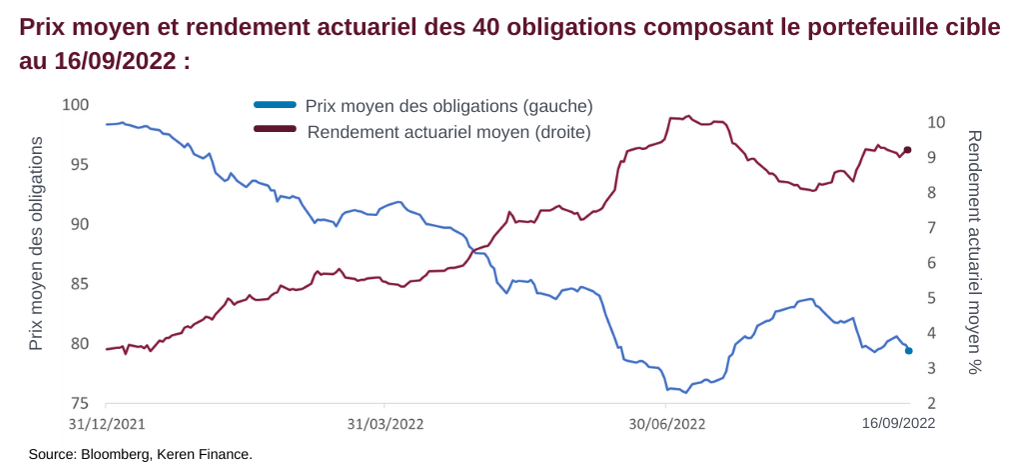 Prix moyen et rendement actuariel des 40 obligations composant le portefeuille cible
au 16/09/2022 :
Prix moyen des obligations (gauche)
Rendement actuariel moyen (droite)
Prix moyen des obligations
100
95
90
85
80
75
10
9
8
7
6
5
4
3
2
Rendement actuariel moyen %
31/12/2021
31/03/2022
30/06/2022
16/09/2022
Source: Bloomberg, Keren Finance.